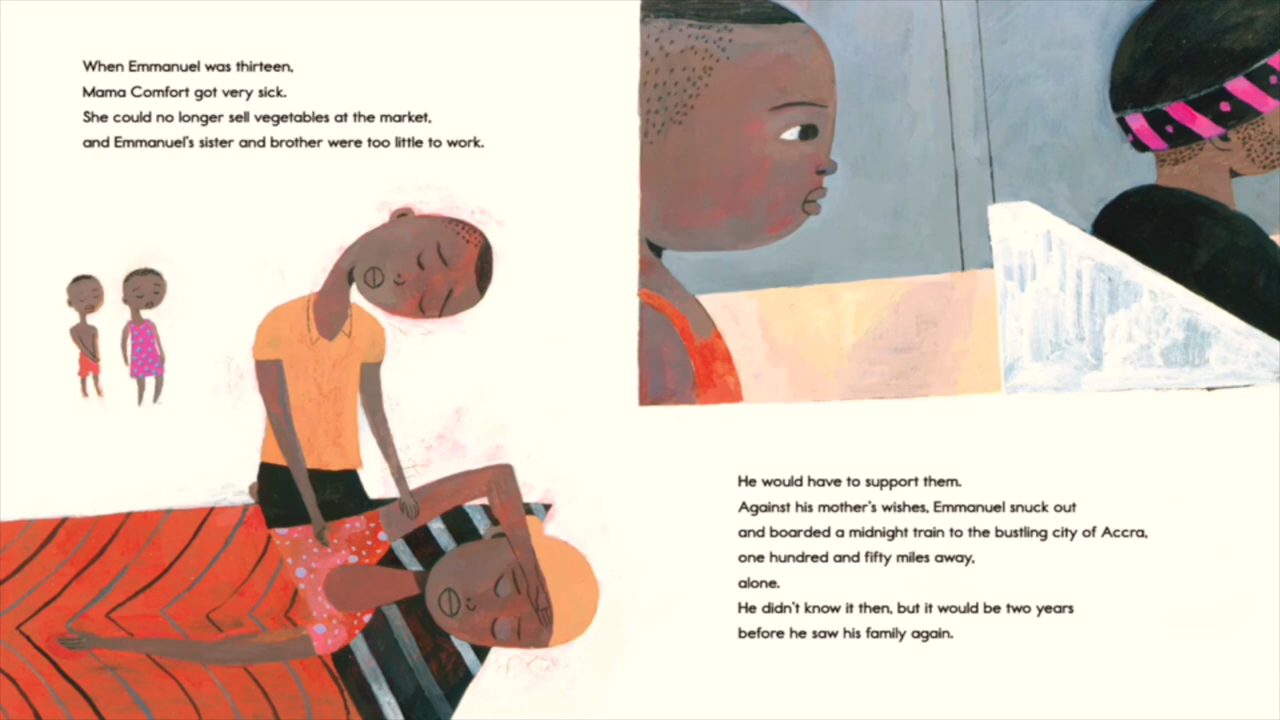 When Emmanuel was thirteen,
Mama Comfort got very sick.
She could no longer sell vegetables at the market,
and Emmanuel's sister and brother were too little to work.
He would have to support them.
Against his mother's wishes, Emmanuel snuck out
and boarded a midnight train to the bustling city of Accra,
one hundred and fifty miles away,
alone.
He didn't know it then, but it would be two years
before he saw his family again.